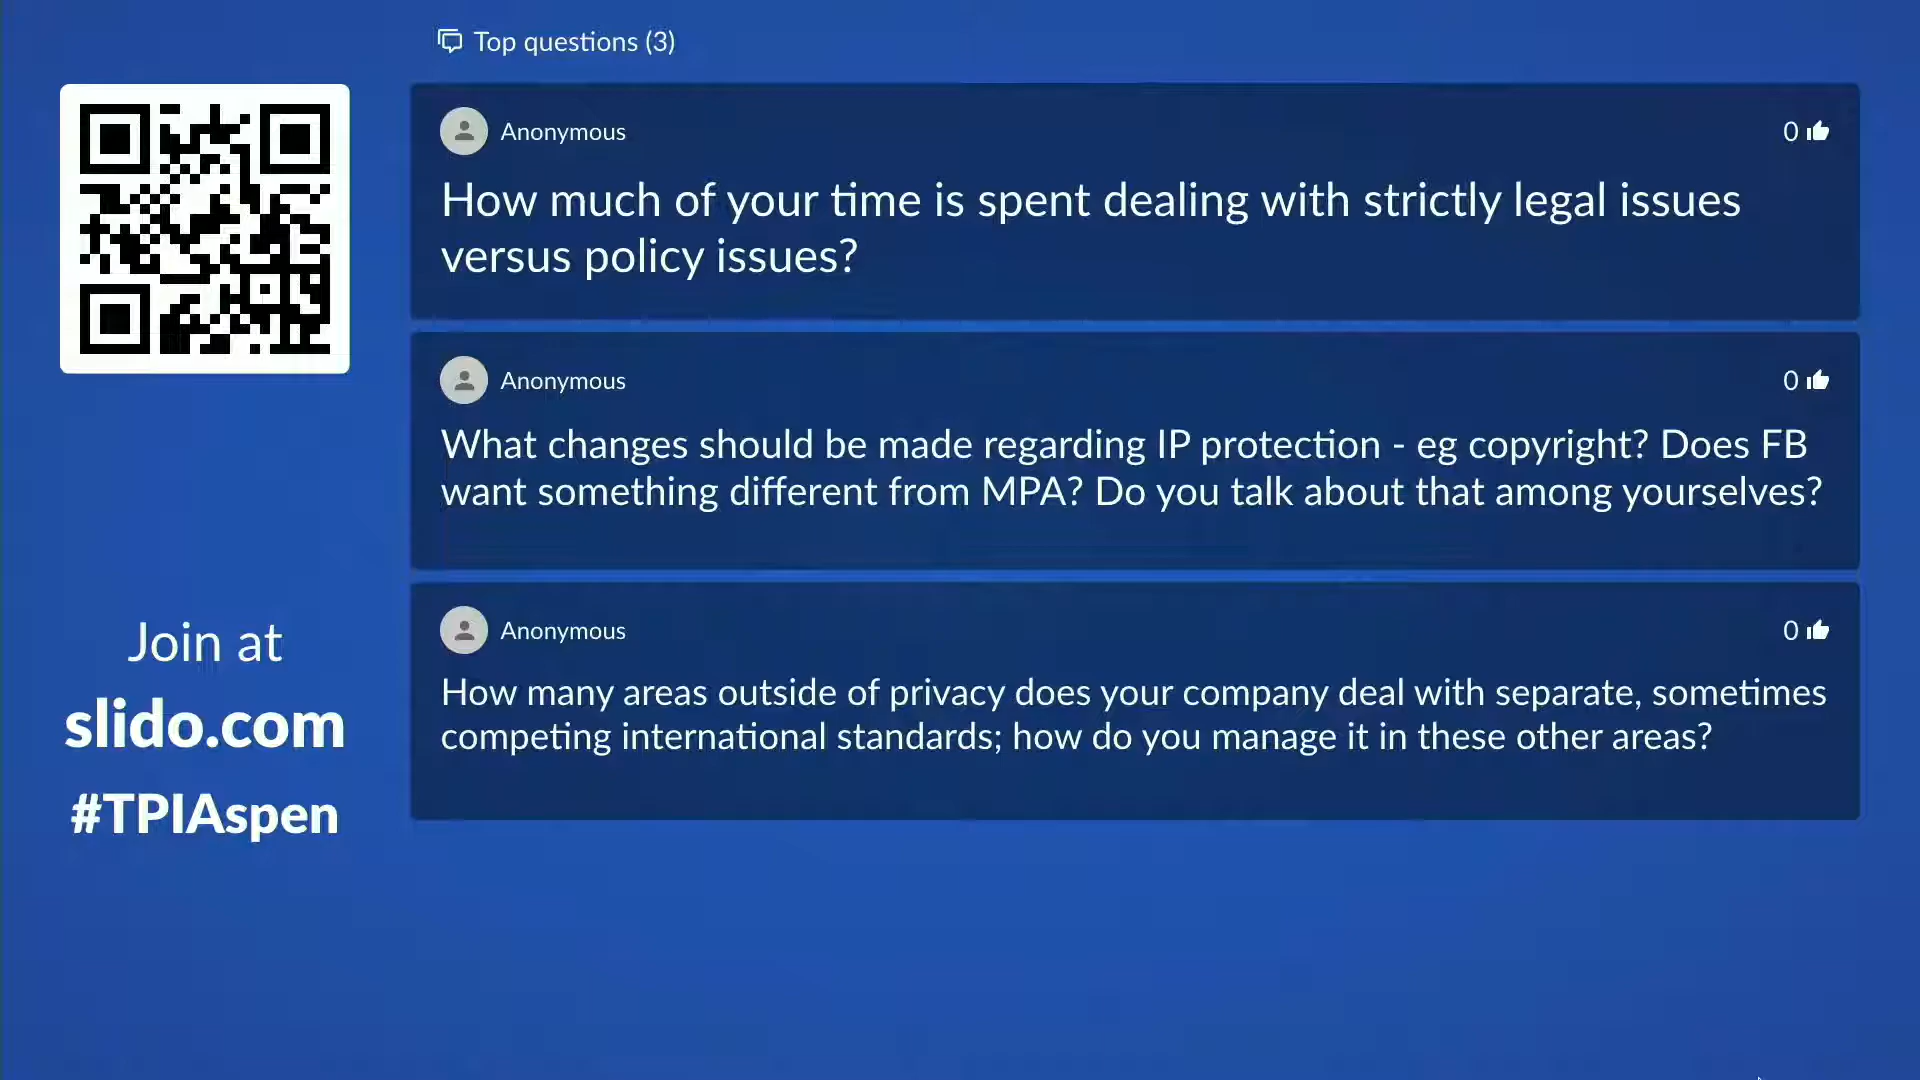 Top questions (3)
Anonymous
0
How much of your time is spent dealing with strictly legal issues
versus policy issues?
Anonymous
0
What changes should be made regarding IP protection - eg copyright? Does FB
want something different from MPA? Do you talk about that among yourselves?
Anonymous
0
How many areas outside of privacy does your company deal with separate, sometimes
competing international standards; how do you manage it in these other areas?
Join at
slido.com
#TPIAspen